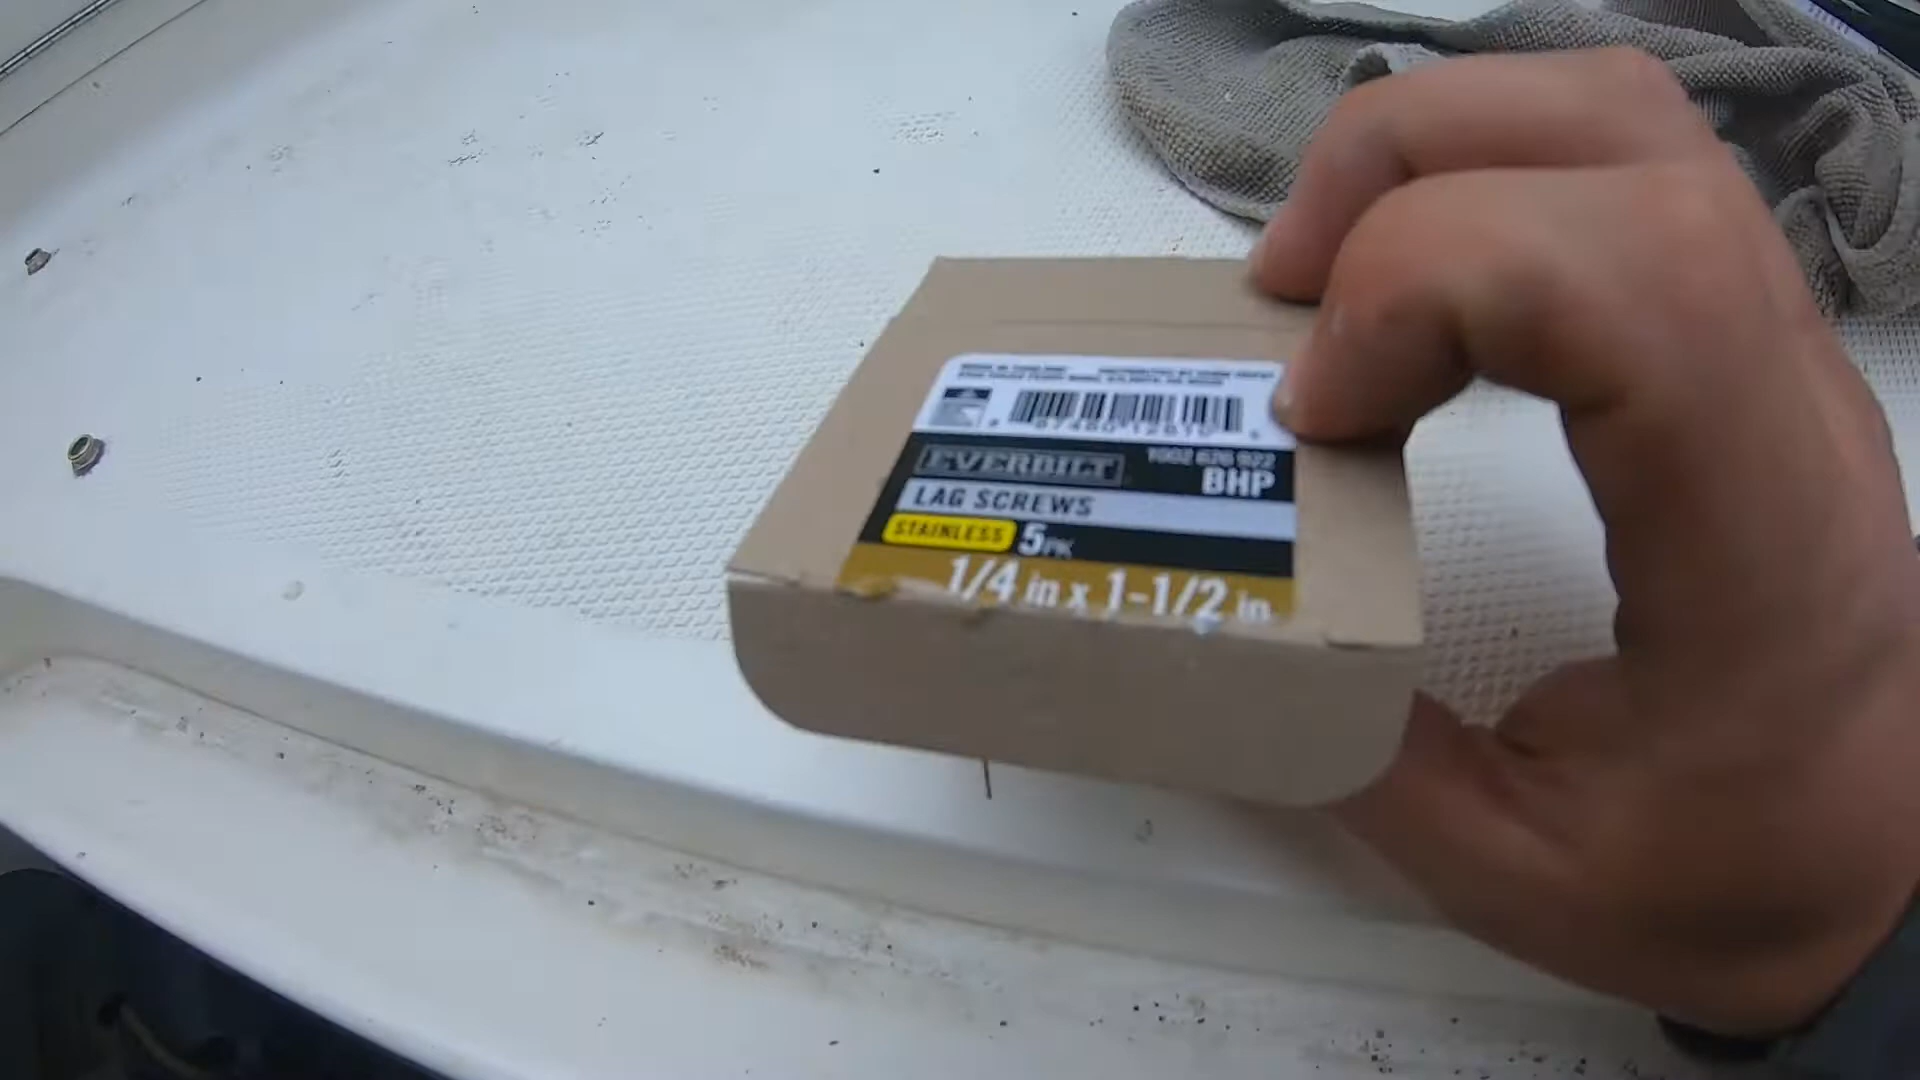 EVERBILT
1002 626 922
BHP
LAG SCREWS
STAINLESS 5PK
1/4 in x 1-1/2 in